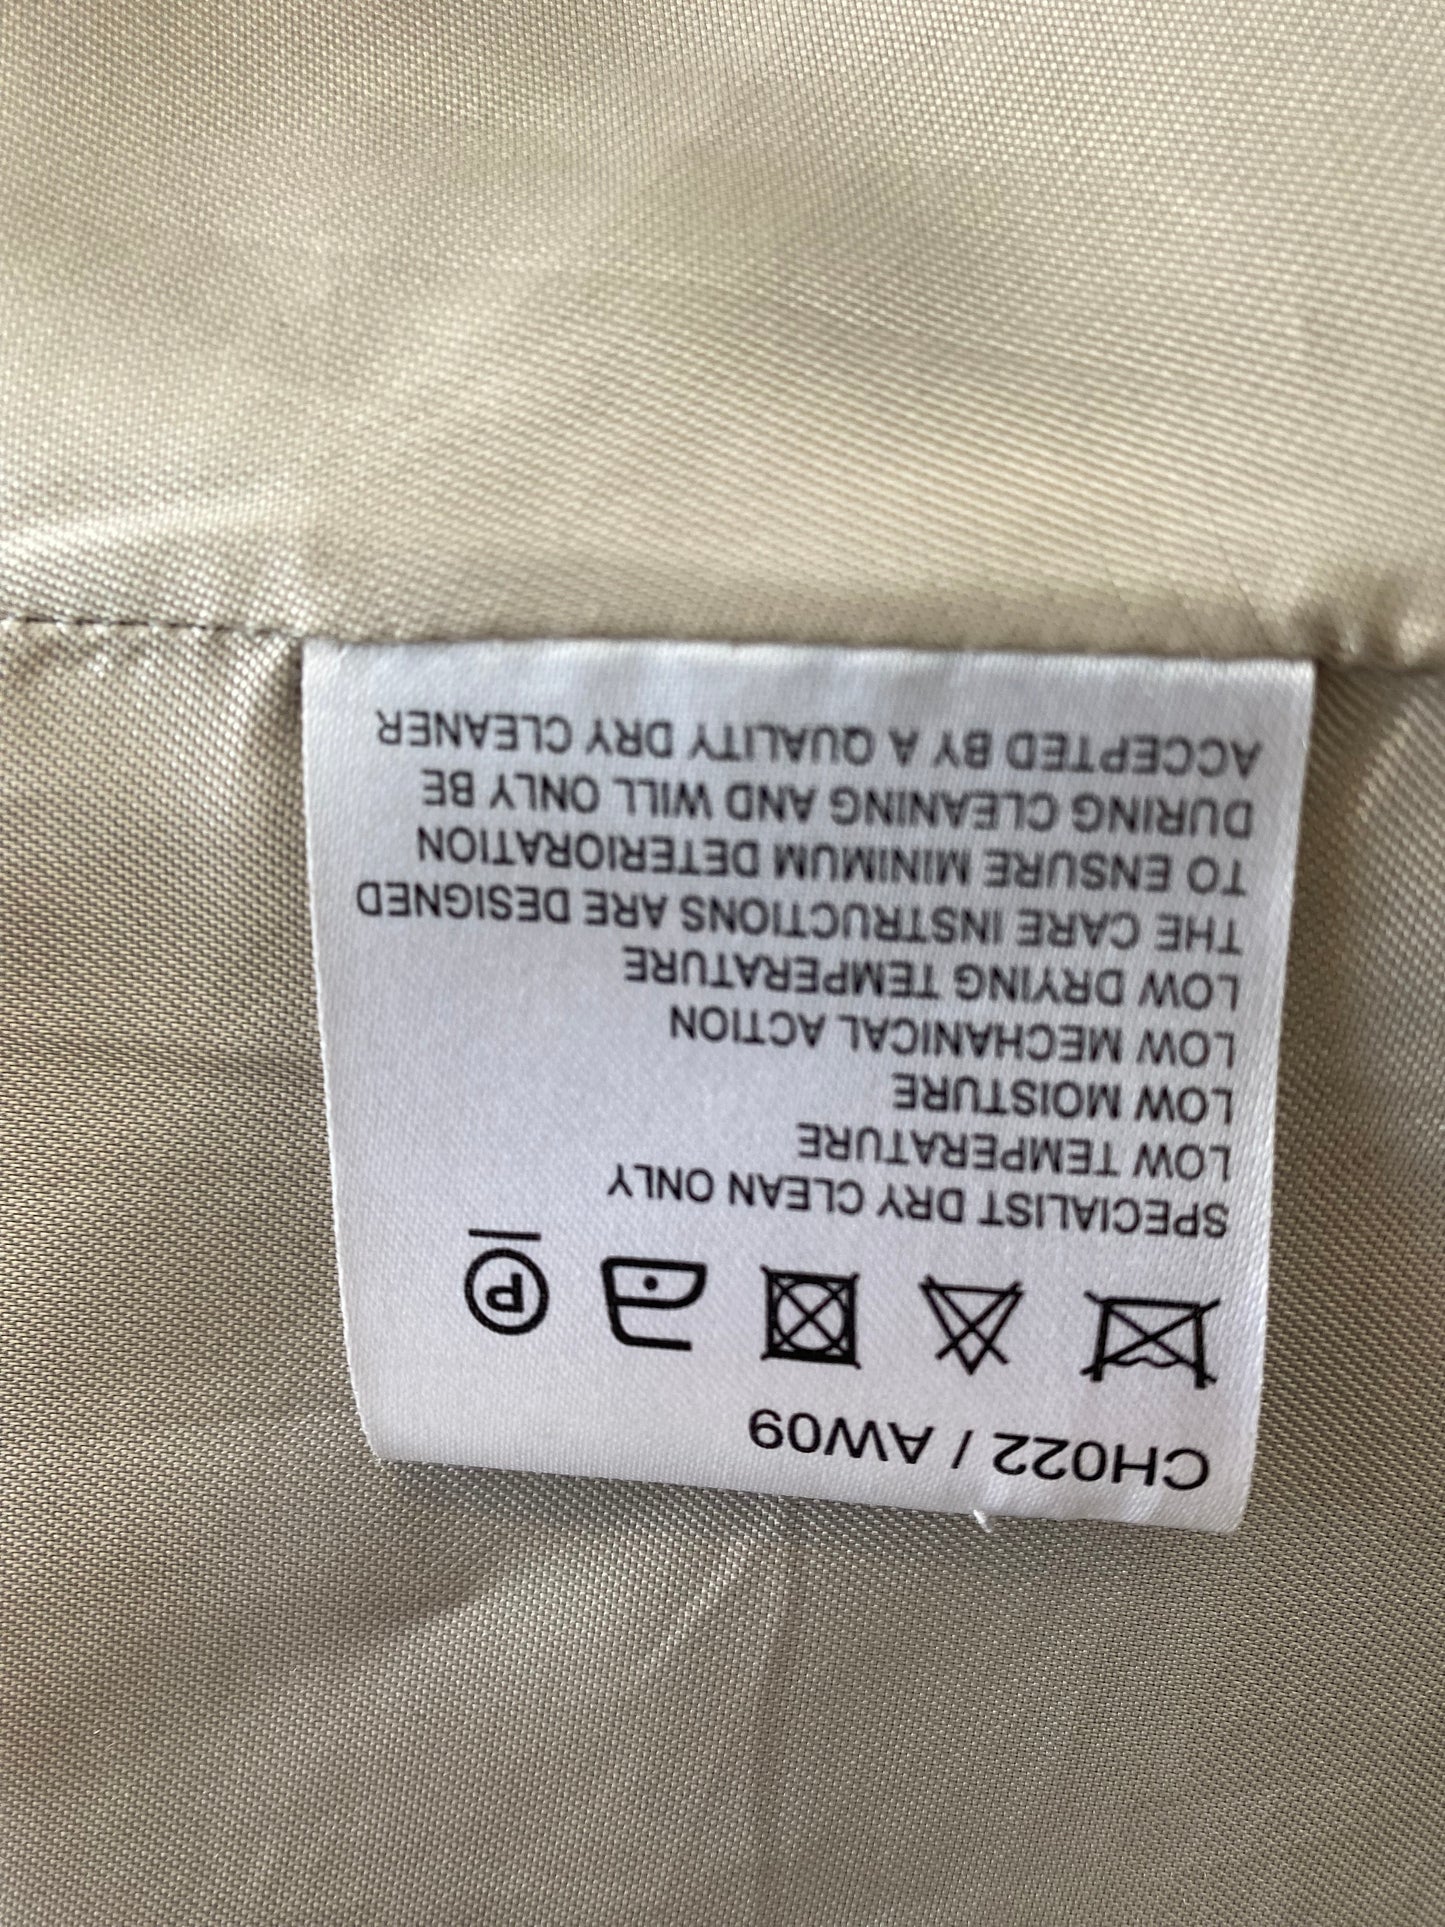 CH022 / AW09
P
SPECIALIST DRY CLEAN ONLY
LOW TEMPERATURE
LOW MOISTURE
LOW MECHANICAL ACTION
LOW DRYING TEMPERATURE
THE CARE INSTRUCTIONS ARE DESIGNED
TO ENSURE MINIMUM DETERIORATION
DURING CLEANING AND WILL ONLY BE
ACCEPTED BY A QUALITY DRY CLEANER